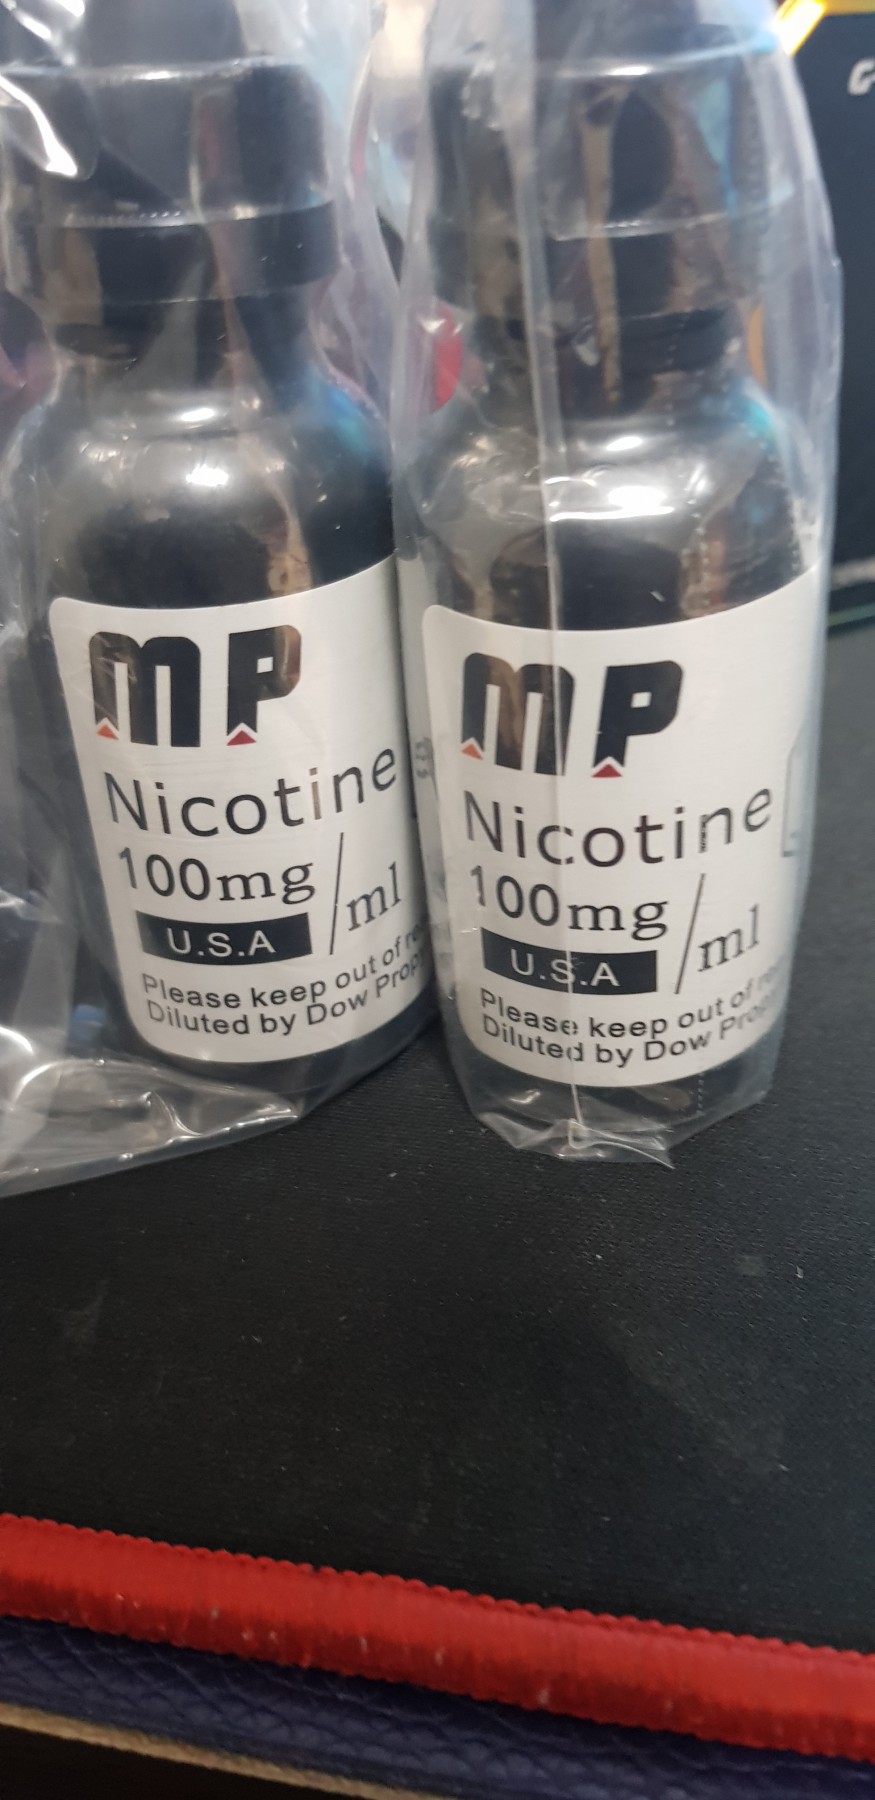 MP
Nicotine
100mg/ml
U.S.A
Please keep out of
Diluted by Dow
MP
Nicotine
100mg/ml
U.S.A
Please keep out of
Diluted by Dow